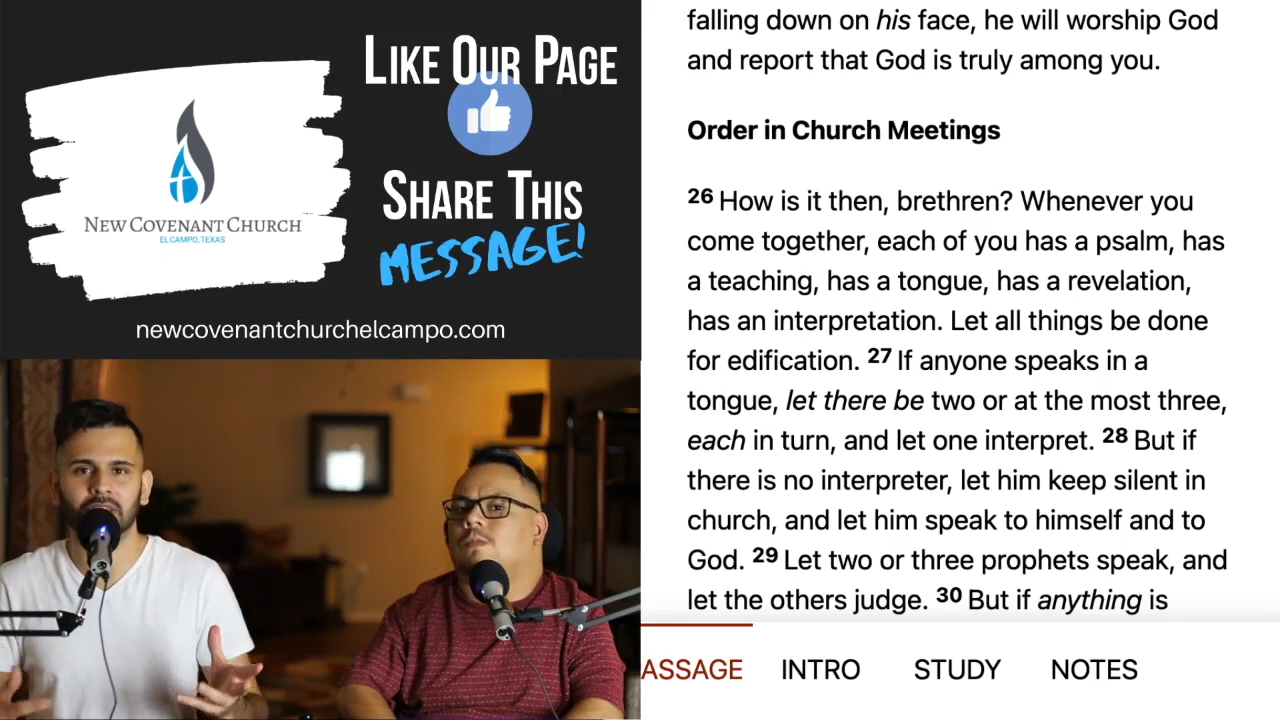 LIKE OUR PAGE
SHARE THIS
MESSAGE!
NEW COVENANT CHURCH
EL CAMPO, TEXAS
newcovenantchurchelcampo.com
falling down on his face, he will worship God
and report that God is truly among you.
Order in Church Meetings
26 How is it then, brethren? Whenever you
come together, each of you has a psalm, has
a teaching, has a tongue, has a revelation,
has an interpretation. Let all things be done
for edification. 27 If anyone speaks in a
tongue, let there be two or at the most three,
each in turn, and let one interpret. 28 But if
there is no interpreter, let him keep silent in
church, and let him speak to himself and to
God. 29 Let two or three prophets speak, and
let the others judge. 30 But if anything is
ASSAGE INTRO STUDY NOTES